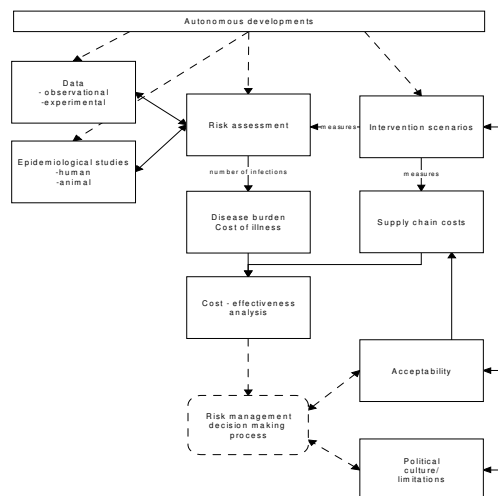 Autonomous developments
Data
- observational
-experimental
Risk assessment
measures
Intervention scenarios
Epidemiological studies
-human
-animal
number of infections
measures
Disease burden
Cost of illness
Supply chain costs
Cost - effectiveness
analysis
Acceptability
Risk management
decision making
process
Political
culture/
limitations